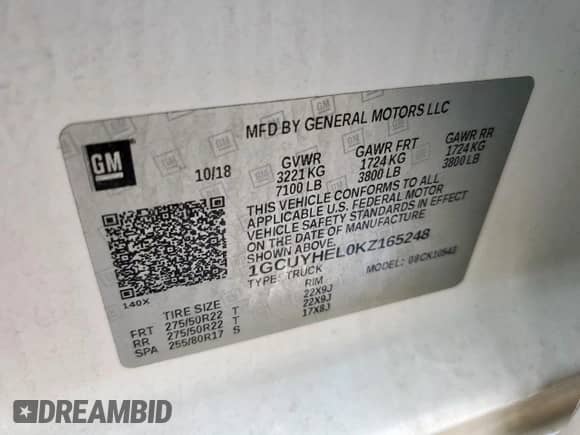 GM
MFD BY GENERAL MOTORS LLC
10/18
GVWR GAWR FRT GAWR RR
3221 KG 1724 KG 1724 KG
7100 LB 3800 LB 3800 LB
THIS VEHICLE CONFORMS TO ALL
APPLICABLE U.S. FEDERAL MOTOR
VEHICLE SAFETY STANDARDS IN EFFECT
ON THE DATE OF MANUFACTURE
SHOWN ABOVE.
1GCUYHEL0KZ165248
TYPE: TRUCK MODEL: 08CK10543
140X
TIRE SIZE RIM
FRT 275/50R22 T 22X9J
RR 275/50R22 T 22X9J
SPA 255/80R17 S 17X8J
DREAMBID